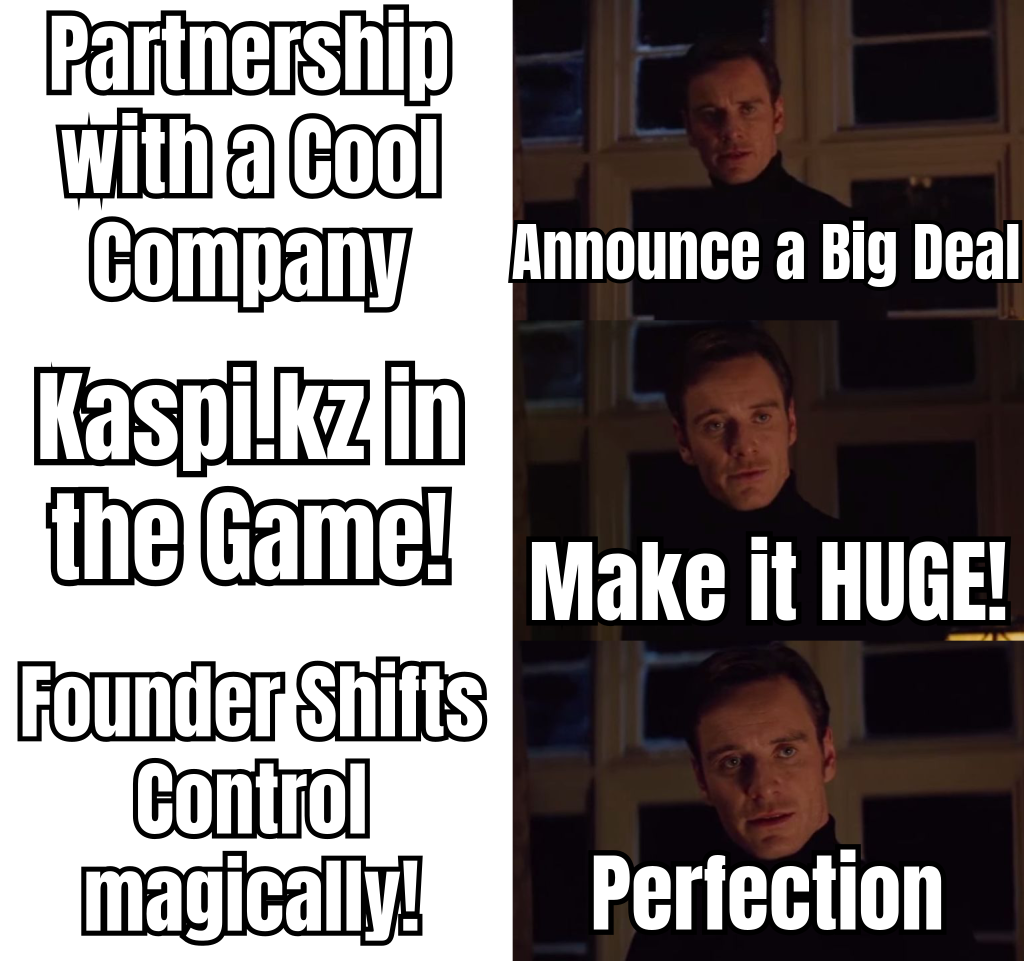 Partnership
with a Cool
Company
Announce a Big Deal
Kaspi.kz in
the Game!
Make it HUGE!
Founder Shifts
Control
magically!
Perfection